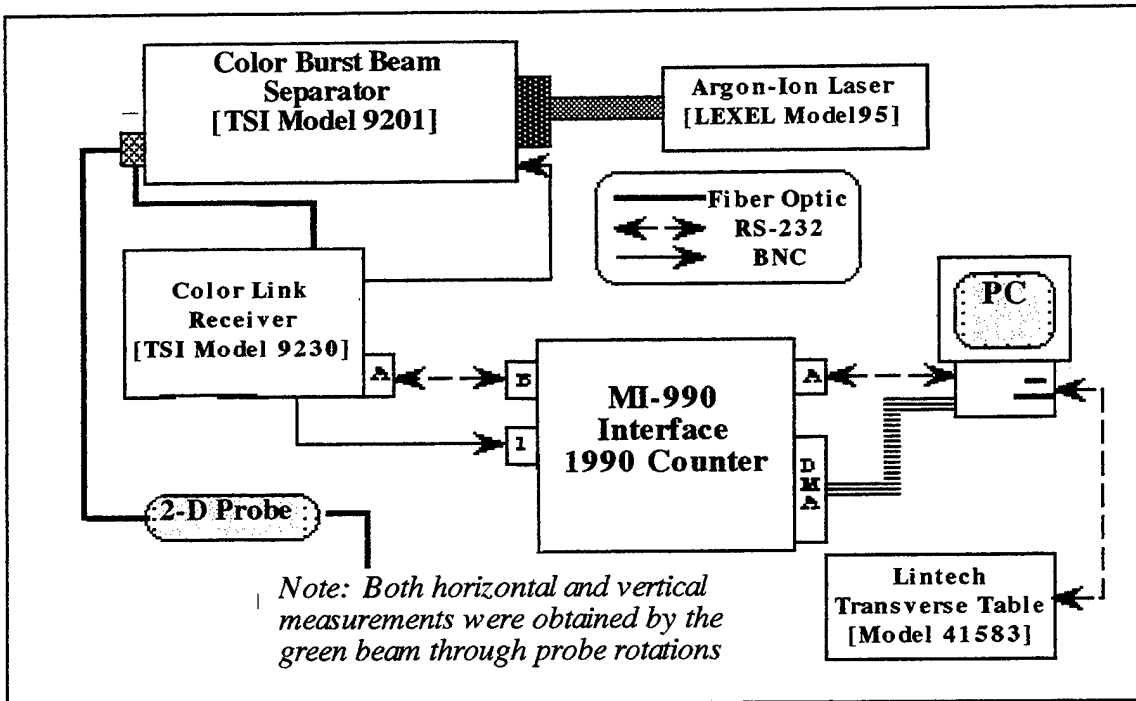 Color Burst Beam
Separator
[TSI Model 9201]
Argon-Ion Laser
[LEXEL Model95]
Fiber Optic
RS-232
BNC
Color Link
Receiver
[TSI Model 9230]
A
B
1
MI-990
Interface
1990 Counter
A
DMA
PC
2-D Probe
Note: Both horizontal and vertical
measurements were obtained by the
green beam through probe rotations
Lintech
Transverse Table
[Model 41583]